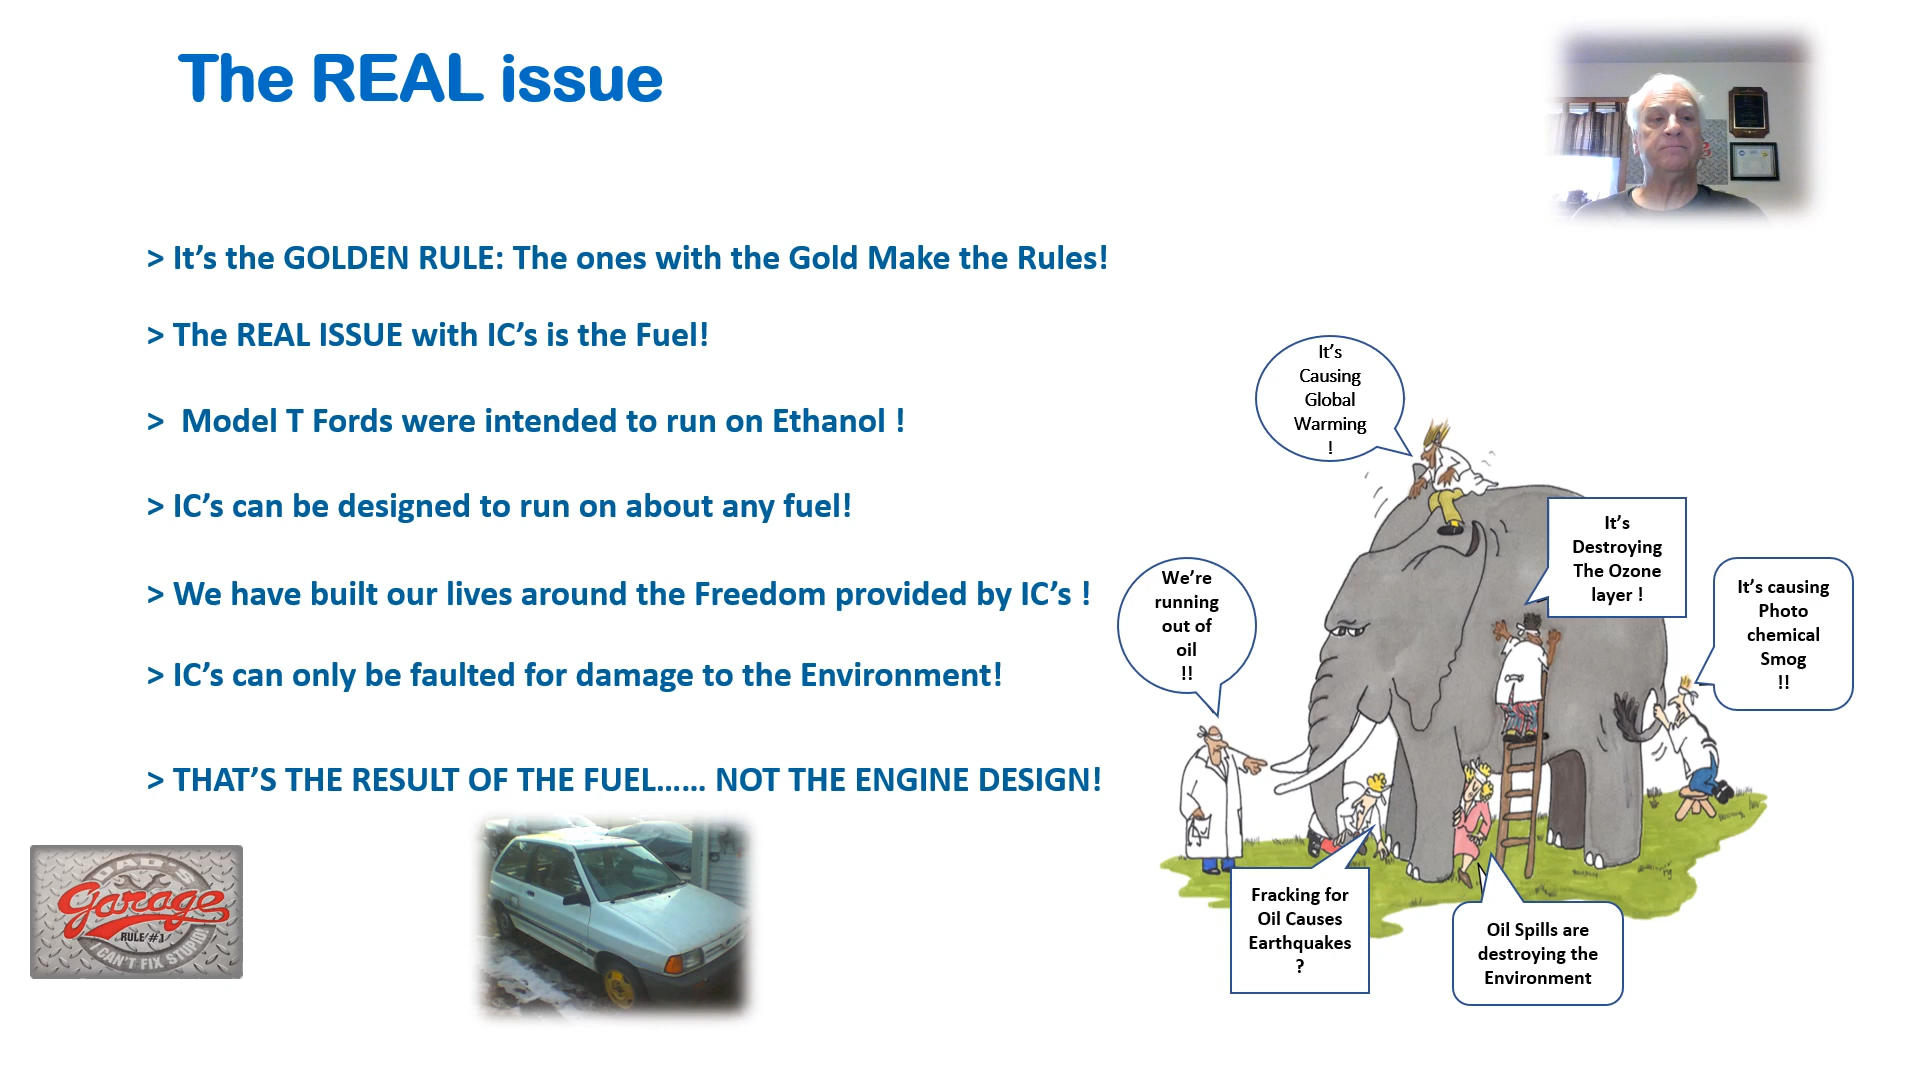 The REAL issue
> It's the GOLDEN RULE: The ones with the Gold Make the Rules!
> The REAL ISSUE with IC's is the Fuel!
> Model T Fords were intended to run on Ethanol !
> IC's can be designed to run on about any fuel!
> We have built our lives around the Freedom provided by IC's !
> IC's can only be faulted for damage to the Environment!
> THAT'S THE RESULT OF THE FUEL...... NOT THE ENGINE DESIGN!
It's
Causing
Global
Warming
!
It's
Destroying
The Ozone
layer !
We're
running
out of
oil
!!
It's causing
Photo
chemical
Smog
!!
Fracking for
Oil Causes
Earthquakes
?
Oil Spills are
destroying the
Environment
DAD'S
Garage
RULE #1
I CAN'T FIX STUPID!